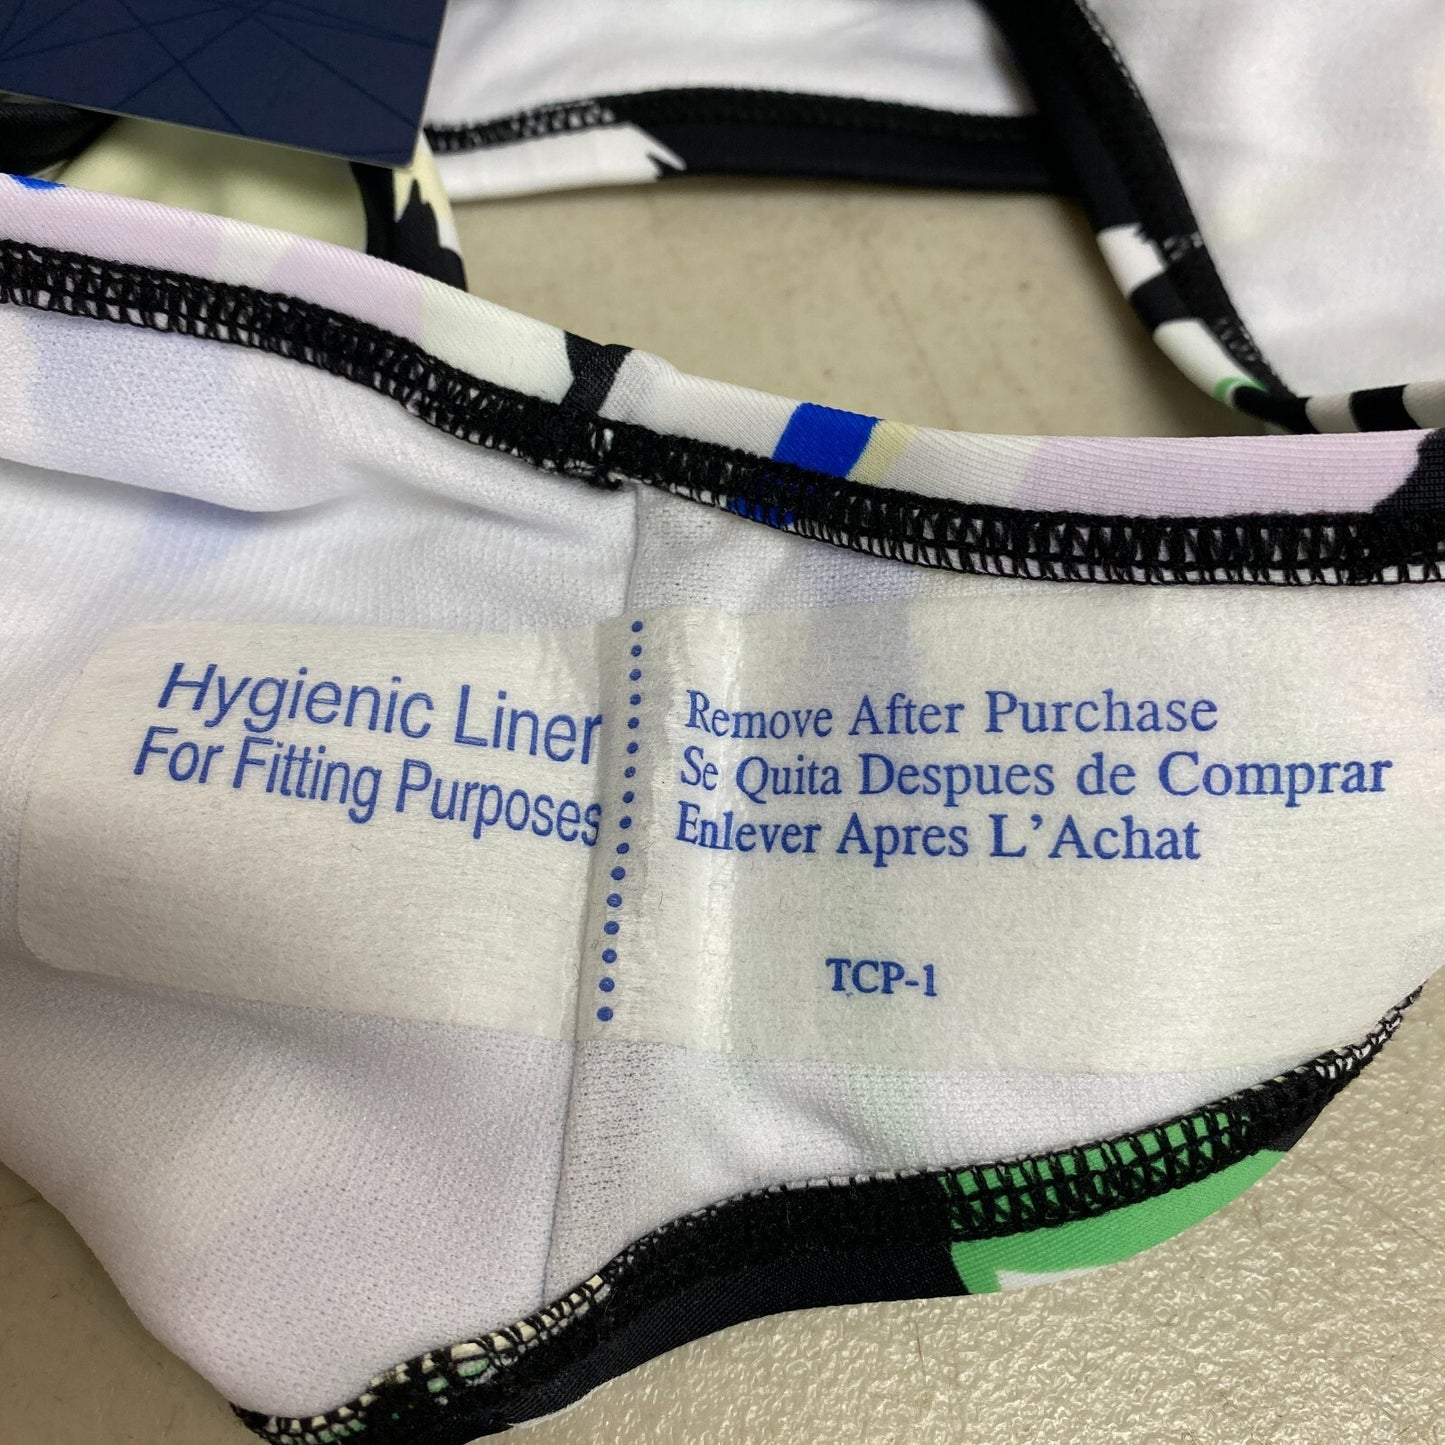 Hygienic Liner
For Fitting Purposes
Remove After Purchase
Se Quita Despues de Comprar
Enlever Apres L'Achat
TCP-1